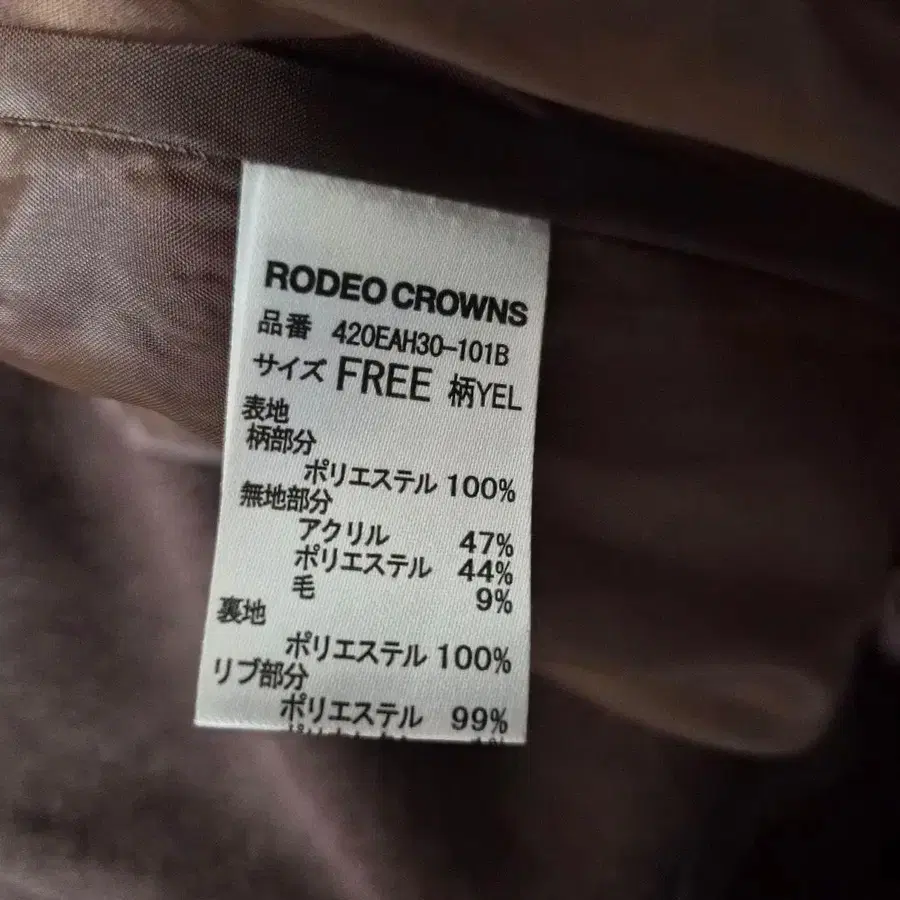 RODEO CROWNS
品番 420EAH30-101B
サイズ FREE 柄YEL
表地
柄部分
ポリエステル 100%
無地部分
アクリル 47%
ポリエステル 44%
毛 9%
裏地
ポリエステル 100%
リブ部分
ポリエステル 99%